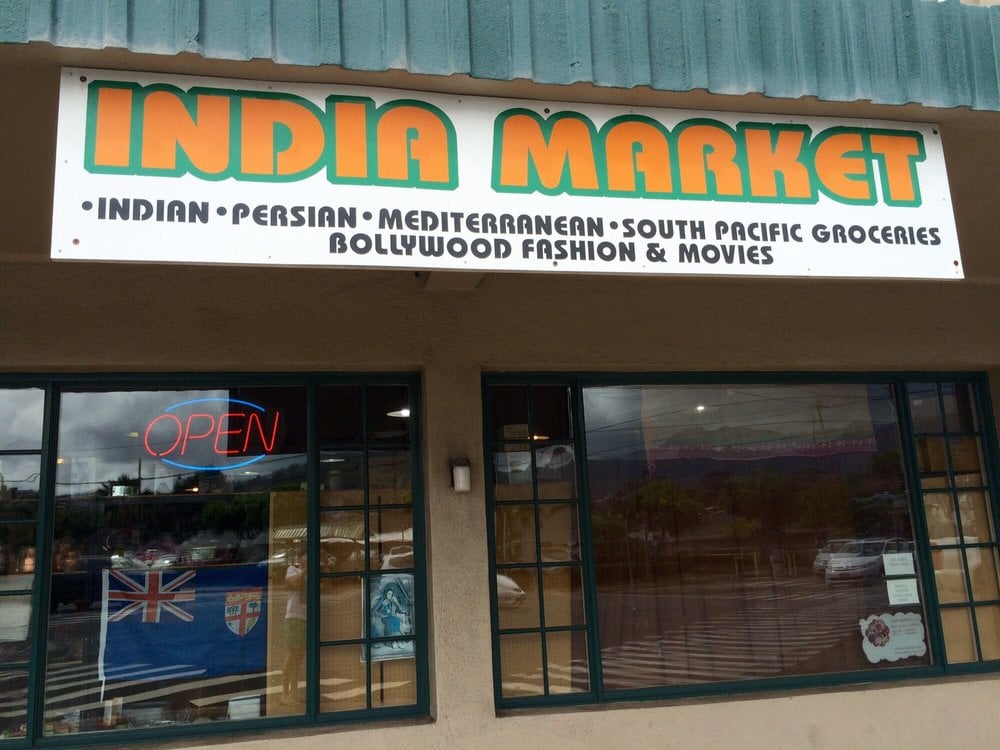 INDIA MARKET
•INDIAN •PERSIAN •MEDITERRANEAN •SOUTH PACIFIC GROCERIES
BOLLYWOOD FASHION & MOVIES
OPEN